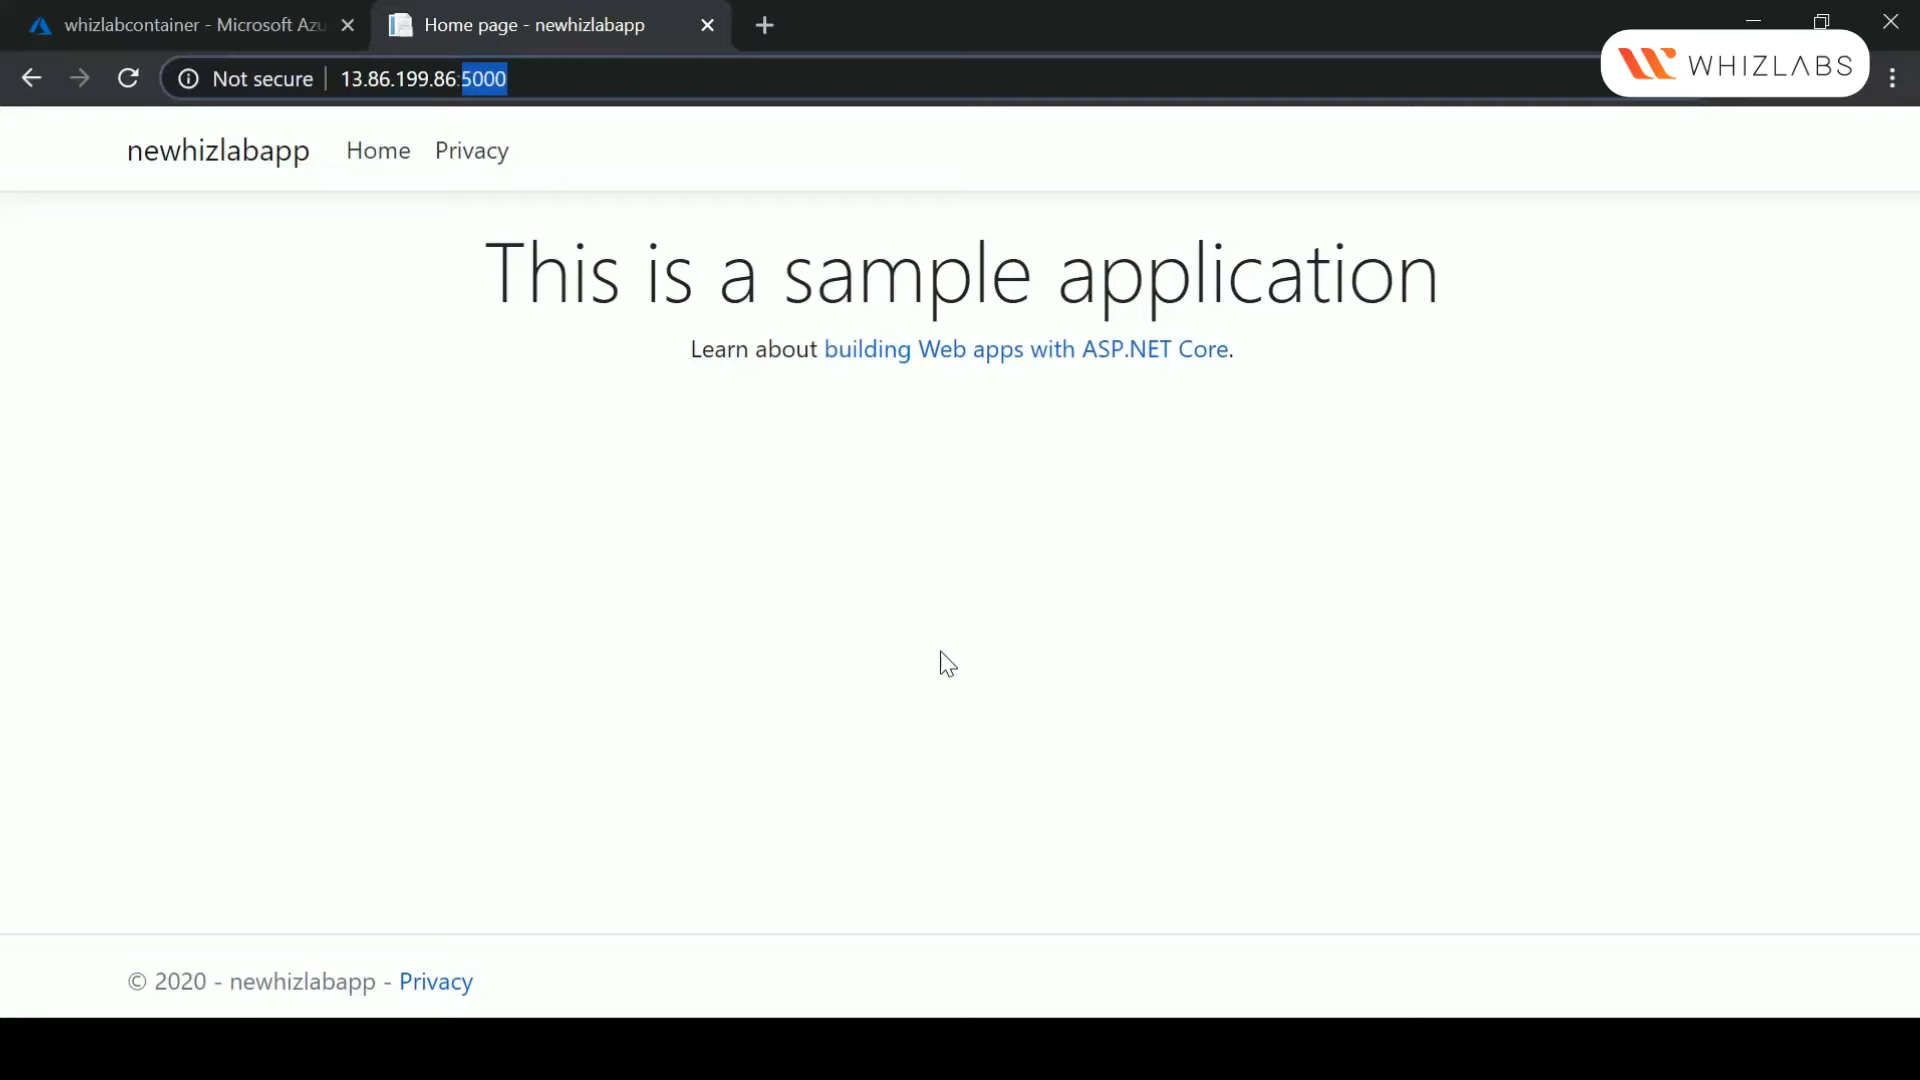 whizlabcontainer - Microsoft Azu
Home page - newhizlabapp
Not secure
13.86.199.86:5000
WHIZLABS
newhizlabapp Home Privacy
This is a sample application
Learn about building Web apps with ASP.NET Core.
© 2020 - newhizlabapp - Privacy